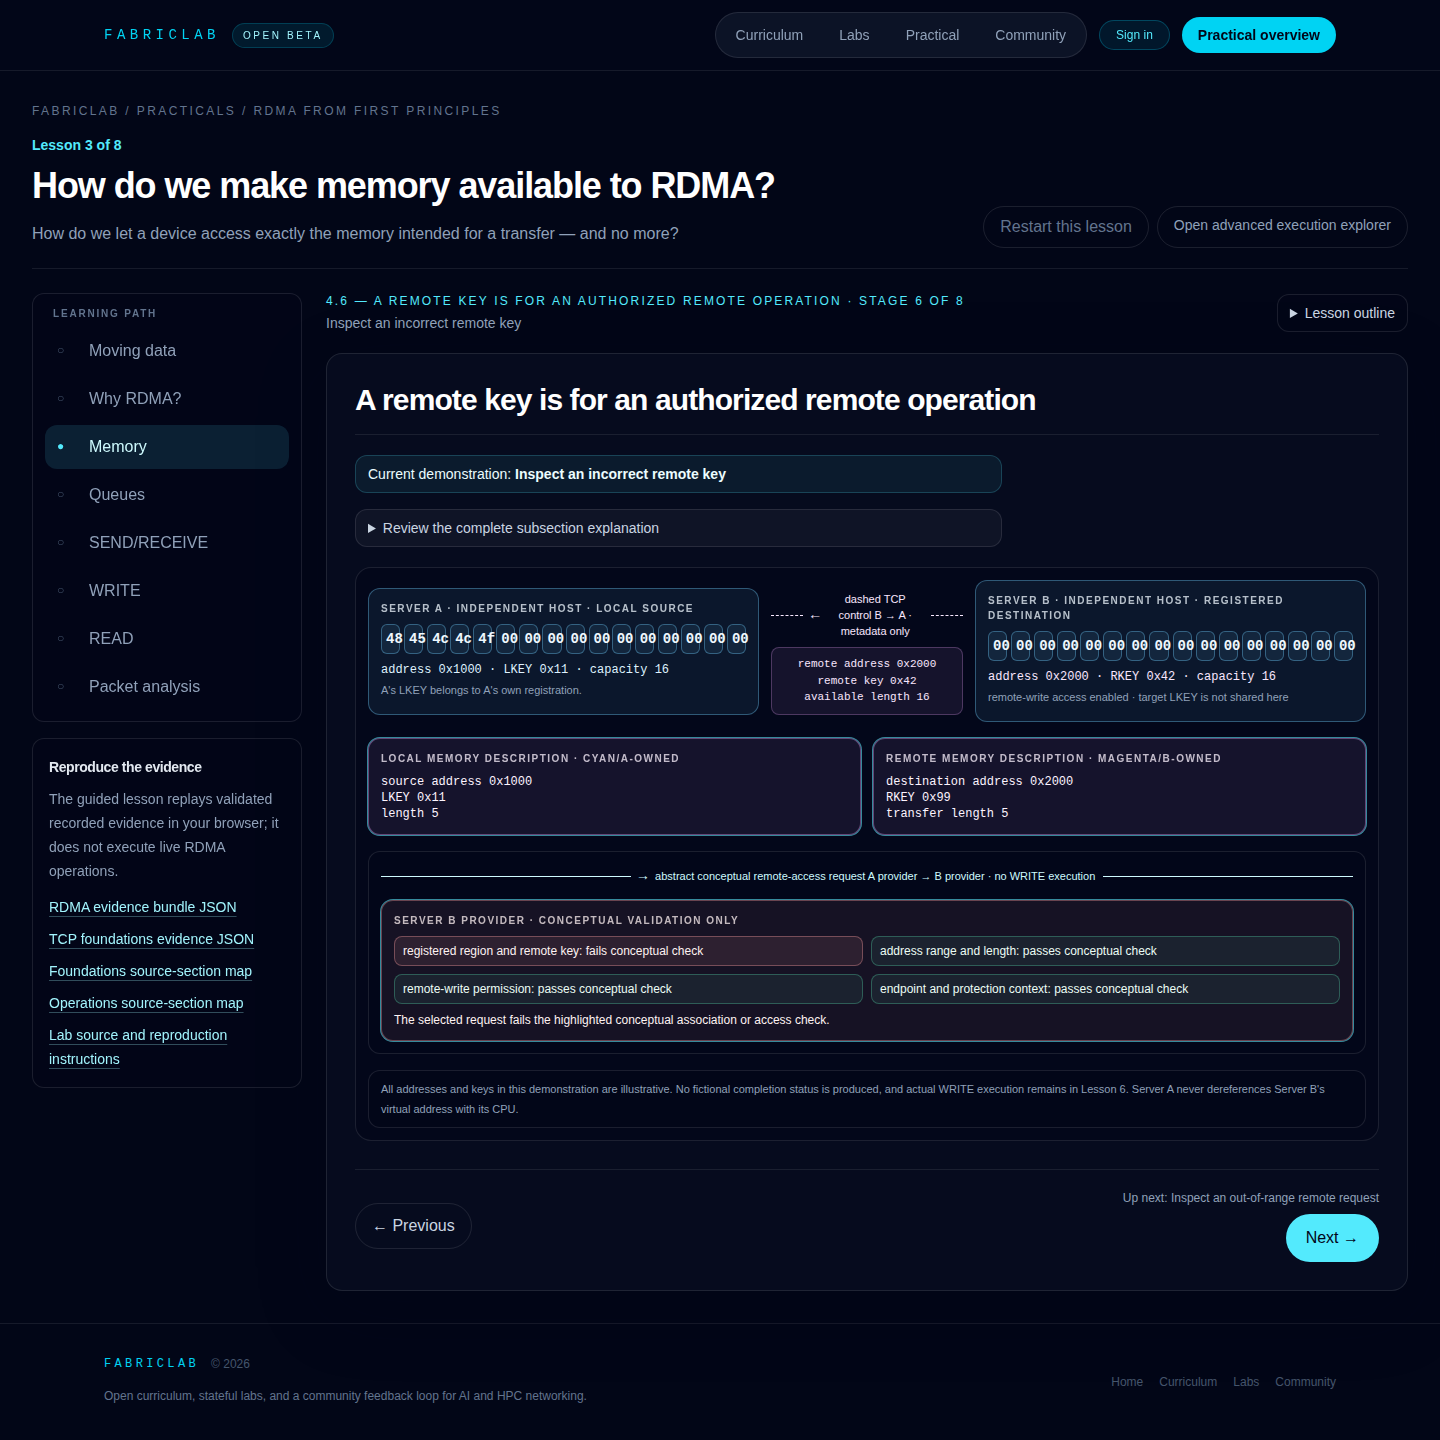 FABRICLAB OPEN BETA Curriculum Labs Practical Community Sign in Practical overview
FABRICLAB / PRACTICALS / RDMA FROM FIRST PRINCIPLES
Lesson 3 of 8
How do we make memory available to RDMA?
How do we let a device access exactly the memory intended for a transfer — and no more?
Restart this lesson Open advanced execution explorer
LEARNING PATH
○ Moving data
○ Why RDMA?
● Memory
○ Queues
○ SEND/RECEIVE
○ WRITE
○ READ
○ Packet analysis
Reproduce the evidence
The guided lesson replays validated
recorded evidence in your browser; it
does not execute live RDMA
operations.
RDMA evidence bundle JSON
TCP foundations evidence JSON
Foundations source-section map
Operations source-section map
Lab source and reproduction
instructions
4.6 — A REMOTE KEY IS FOR AN AUTHORIZED REMOTE OPERATION · STAGE 6 OF 8
Inspect an incorrect remote key
▶ Lesson outline
A remote key is for an authorized remote operation
Current demonstration: Inspect an incorrect remote key
▶ Review the complete subsection explanation
SERVER A · INDEPENDENT HOST · LOCAL SOURCE
48 45 4c 4c 4f 00 00 00 00 00 00 00 00 00 00 00
address 0x1000 · LKEY 0x11 · capacity 16
A's LKEY belongs to A's own registration.
←
dashed TCP
control B → A ·
metadata only
remote address 0x2000
remote key 0x42
available length 16
SERVER B · INDEPENDENT HOST · REGISTERED
DESTINATION
00 00 00 00 00 00 00 00 00 00 00 00 00 00 00 00
address 0x2000 · RKEY 0x42 · capacity 16
remote-write access enabled · target LKEY is not shared here
LOCAL MEMORY DESCRIPTION · CYAN/A-OWNED
source address 0x1000
LKEY 0x11
length 5
REMOTE MEMORY DESCRIPTION · MAGENTA/B-OWNED
destination address 0x2000
RKEY 0x99
transfer length 5
→ abstract conceptual remote-access request A provider → B provider · no WRITE execution
SERVER B PROVIDER · CONCEPTUAL VALIDATION ONLY
registered region and remote key: fails conceptual check
address range and length: passes conceptual check
remote-write permission: passes conceptual check
endpoint and protection context: passes conceptual check
The selected request fails the highlighted conceptual association or access check.
All addresses and keys in this demonstration are illustrative. No fictional completion status is produced, and actual WRITE execution remains in Lesson 6. Server A never dereferences Server B's
virtual address with its CPU.
Up next: Inspect an out-of-range remote request
← Previous
Next →
FABRICLAB © 2026
Open curriculum, stateful labs, and a community feedback loop for AI and HPC networking.
Home Curriculum Labs Community